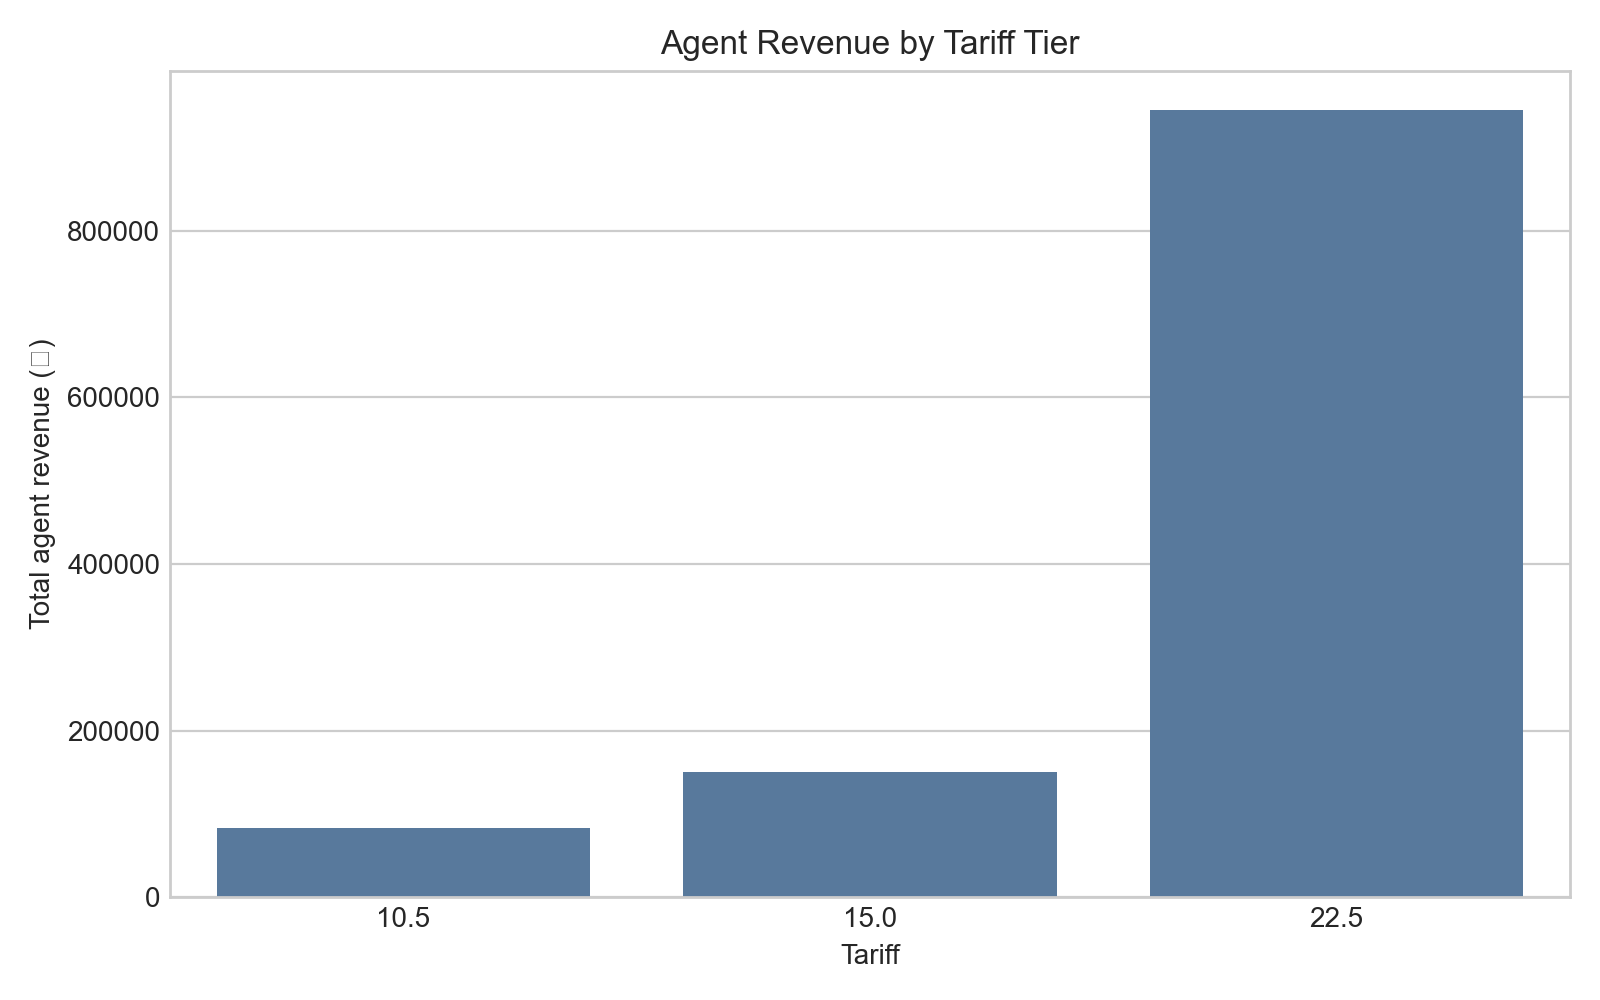 Agent Revenue by Tariff Tier
Total agent revenue (□)
800000
600000
400000
200000
0
10.5
15.0
22.5
Tariff